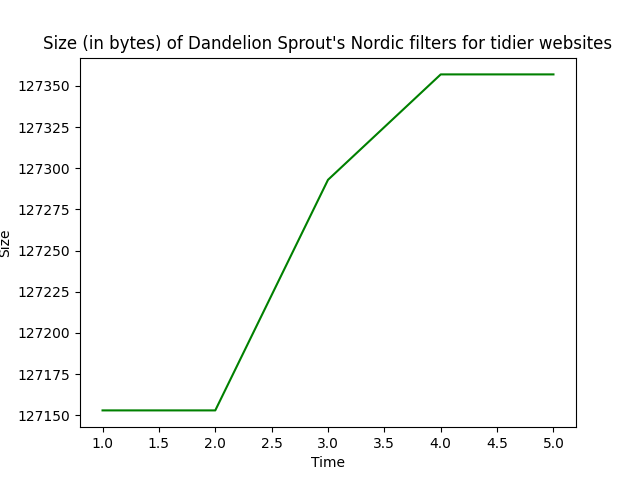 Size (in bytes) of Dandelion Sprout's Nordic filters for tidier websites
127350
127325
127300
127275
127250
127225
127200
127175
127150
Size
1.0 1.5 2.0 2.5 3.0 3.5 4.0 4.5 5.0
Time